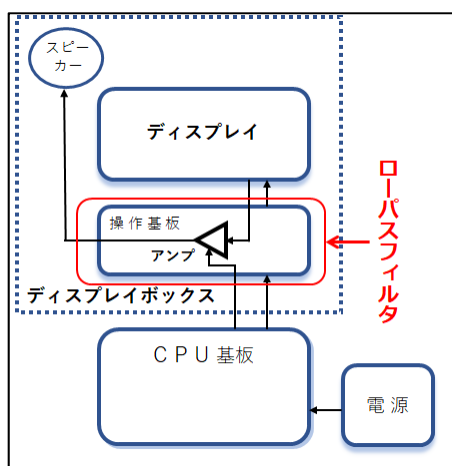 スピー
カー
ディスプレイ
操作基板
アンプ
ディスプレイボックス
ローパスフィルタ
CPU基板
電源